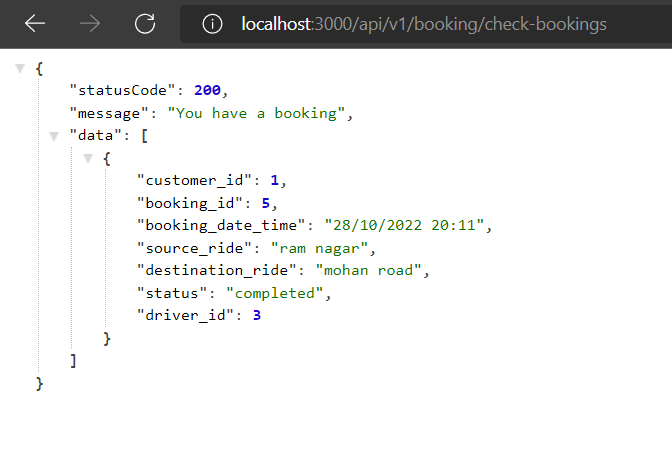 localhost:3000/api/v1/booking/check-bookings
{
"statusCode": 200,
"message": "You have a booking",
"data": [
{
"customer_id": 1,
"booking_id": 5,
"booking_date_time": "28/10/2022 20:11",
"source_ride": "ram nagar",
"destination_ride": "mohan road",
"status": "completed",
"driver_id": 3
}
]
}